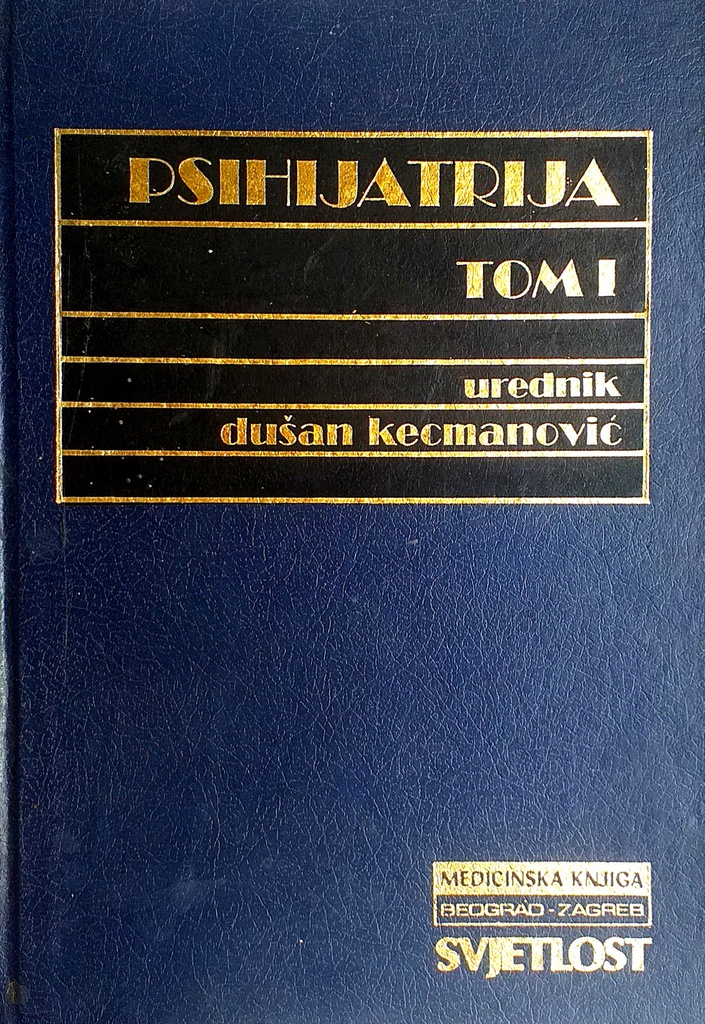 PSIHIJATRIJA
TOM I
urednik
dušan kecmanović
MEDICINSKA KNJIGA
BEOGRAD - ZAGREB
SVJETLOST